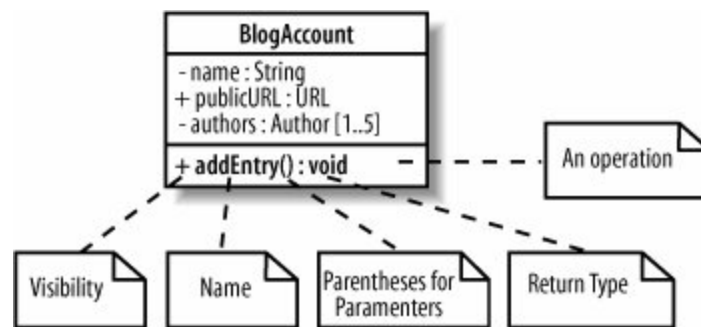 BlogAccount
- name : String
+ publicURL : URL
- authors : Author [1..5]
+ addEntry() : void
An operation
Visibility
Name
Parentheses for
Paramenters
Return Type